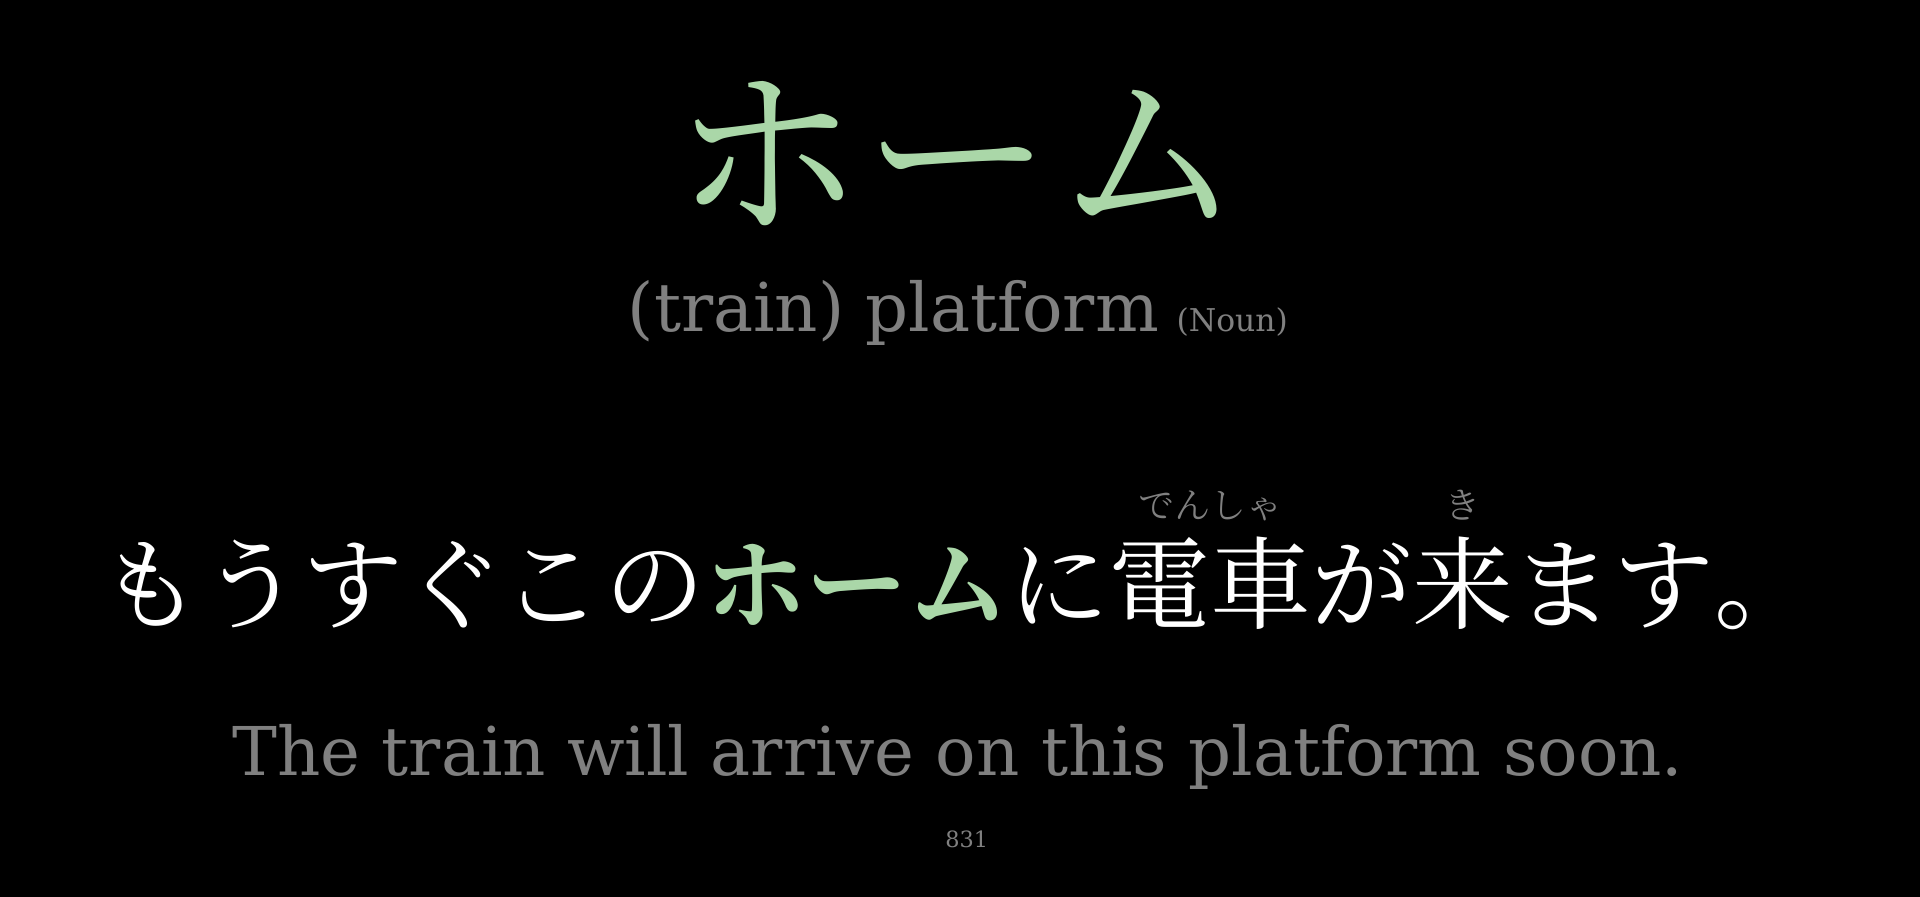 ホーム
(train) platform (Noun)
でんしゃ き
もうすぐこのホームに電車が来ます。
The train will arrive on this platform soon.
831